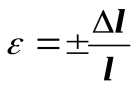 ε = ± Δl / l